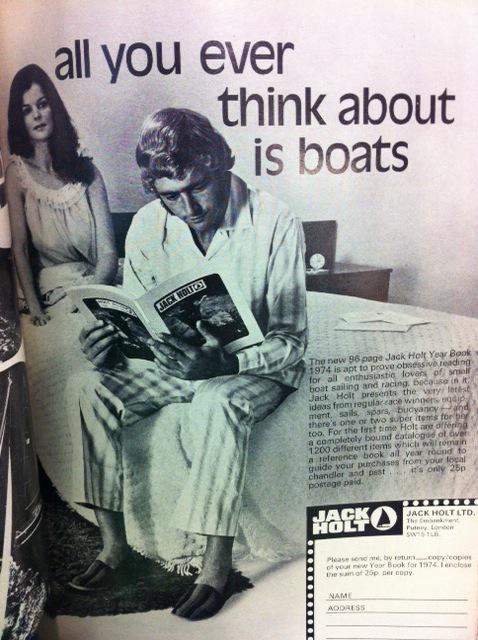 all you ever
think about
is boats
JACK HOLT
The new 96 page Jack Holt Year Book
1974 is apt to prove obsessive reading
for all enthusiastic lovers of small
boat sailing and racing, because in it,
Jack Holt presents the very latest
ideas from regular race winners equip-
ment, sails, spars, buoyancy — and
there's one or two super items for her
too. For the first time Holt are offering
a completely bound catalogue of over
1200 different items which will remain
a reference book all year round to
guide your purchases from your local
chandler and psst . . . . it's only 25p
postage paid.
JACK
HOLT
JACK HOLT LTD.
The Embankment,
Putney, London
SW15 1LB.
Please send me, by return copy/copies
of your new Year Book for 1974. I enclose
the sum of 25p. per copy.
NAME
ADDRESS